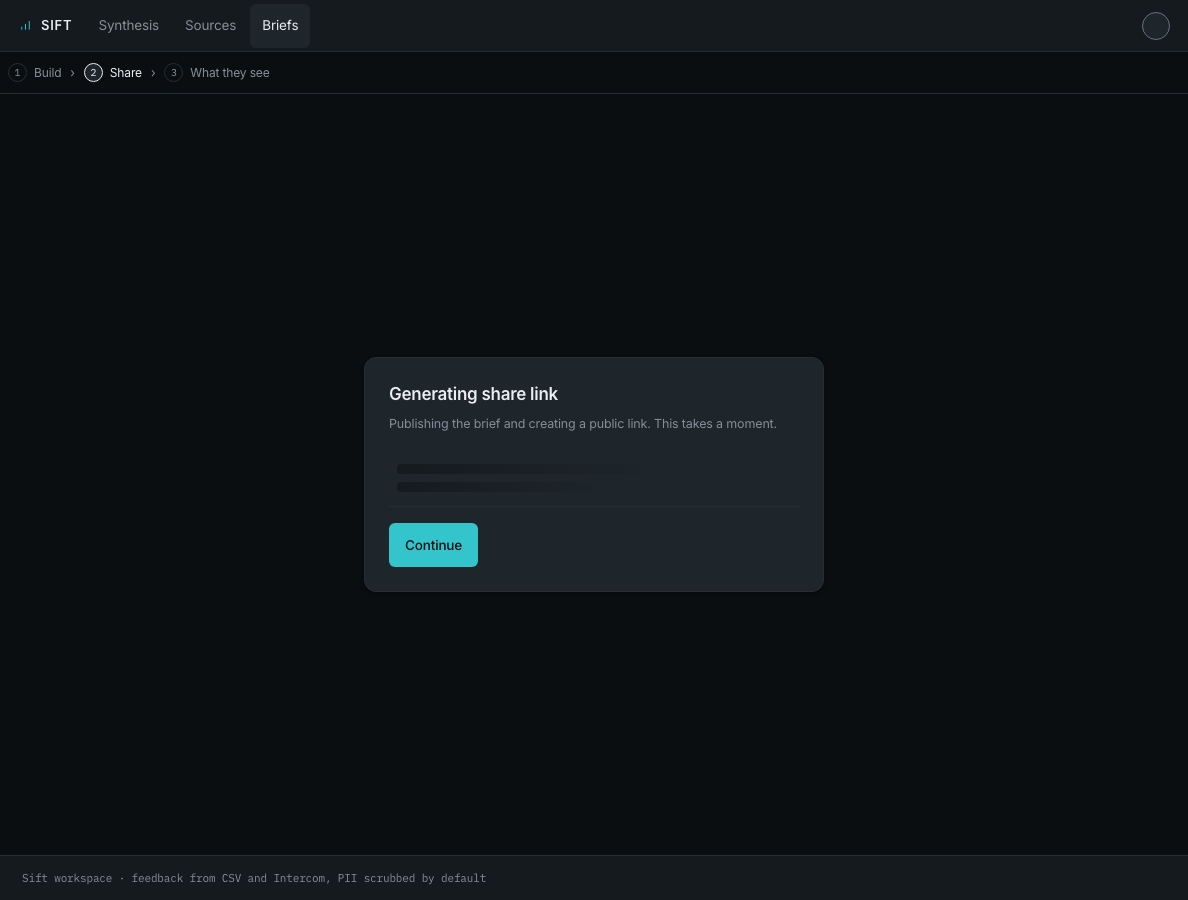 SIFT Synthesis Sources Briefs
1 Build › 2 Share › 3 What they see
Generating share link
Publishing the brief and creating a public link. This takes a moment.
Continue
Sift workspace · feedback from CSV and Intercom, PII scrubbed by default